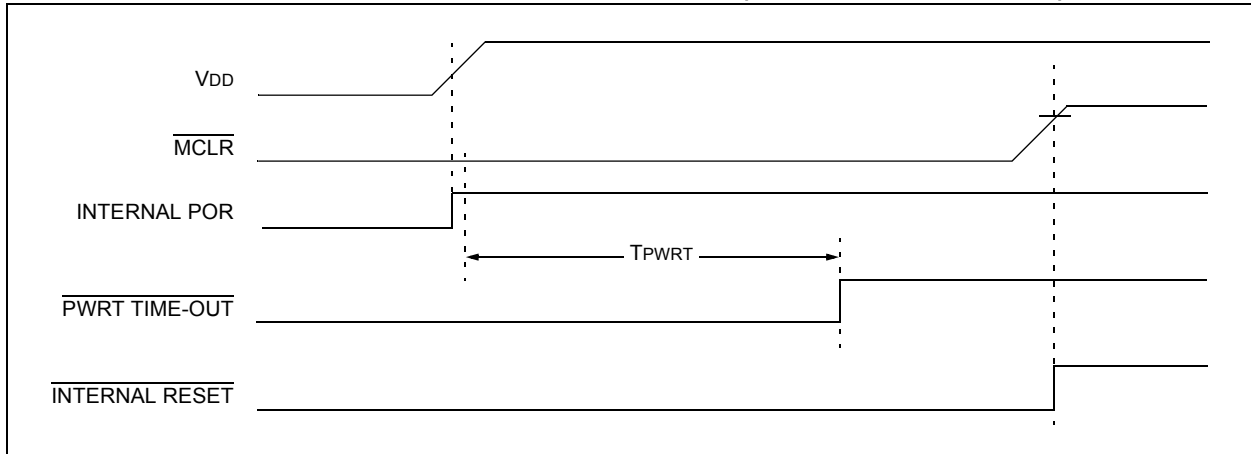 VDD
MCLR
INTERNAL POR
TPWRT
PWRT TIME-OUT
INTERNAL RESET